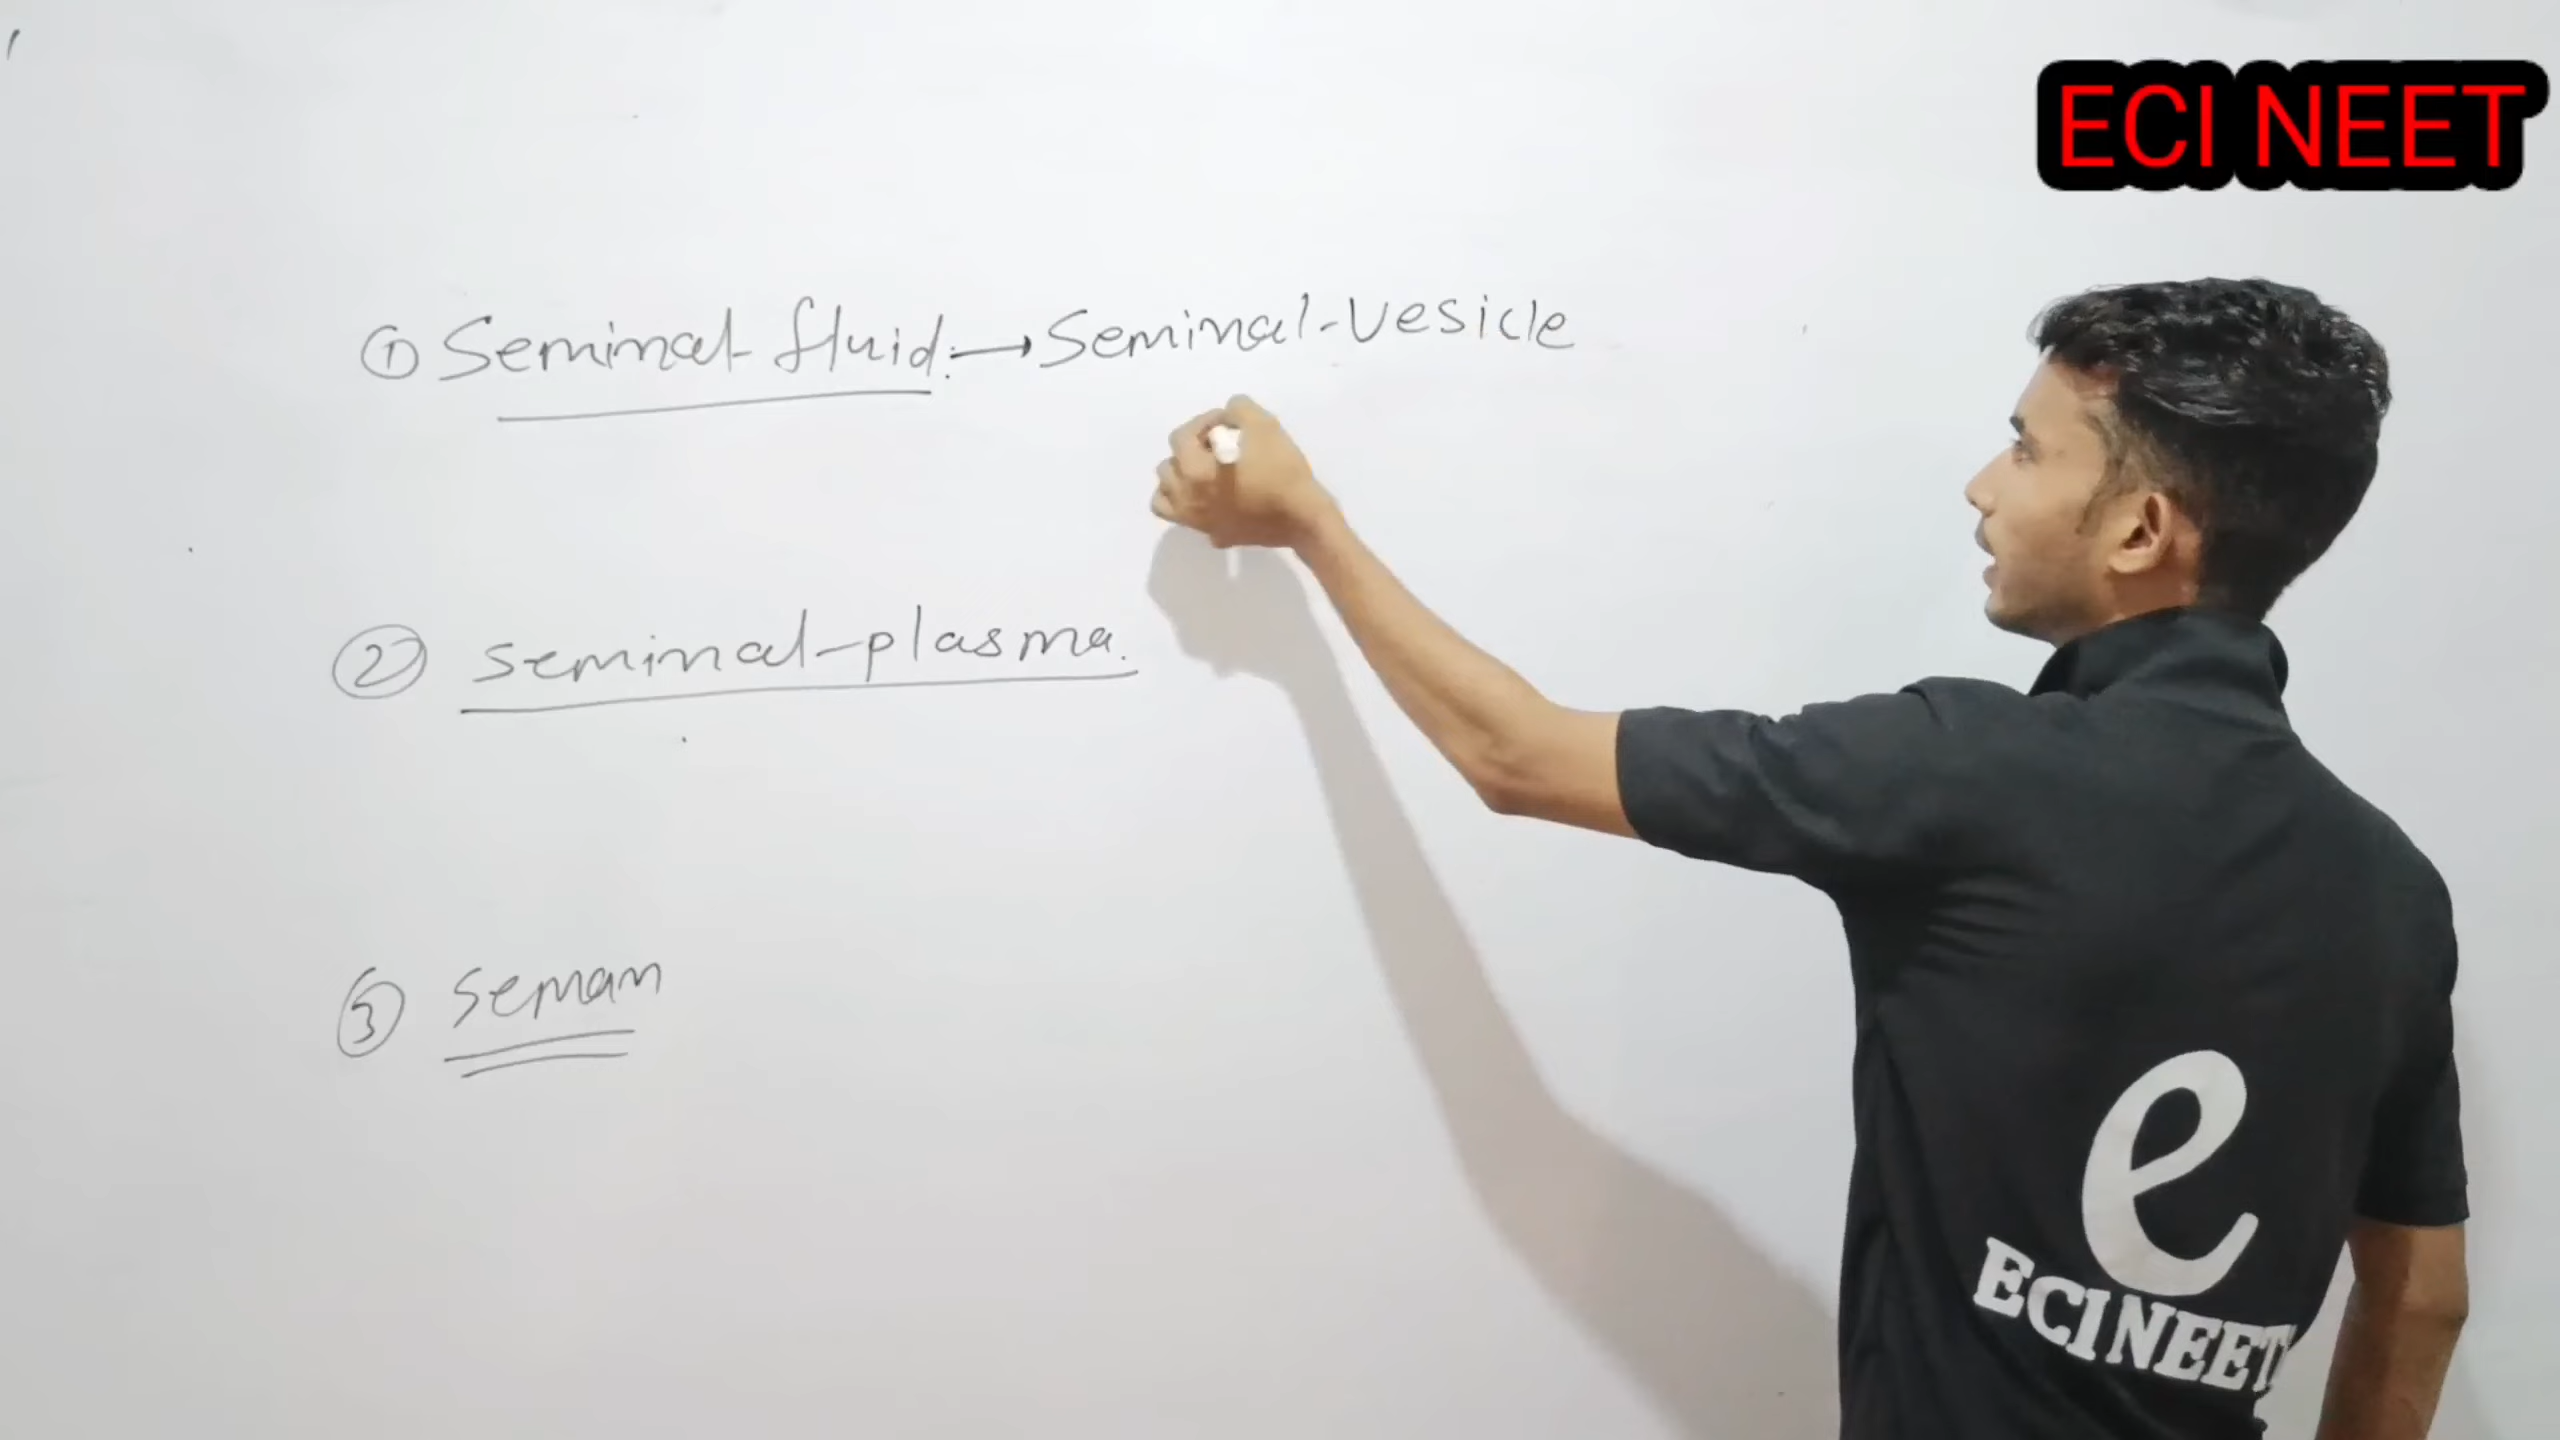 ECI NEET
① Seminal fluid. → Seminal-Vesicle
② seminal-plasma.
③ seman
e
ECINEET